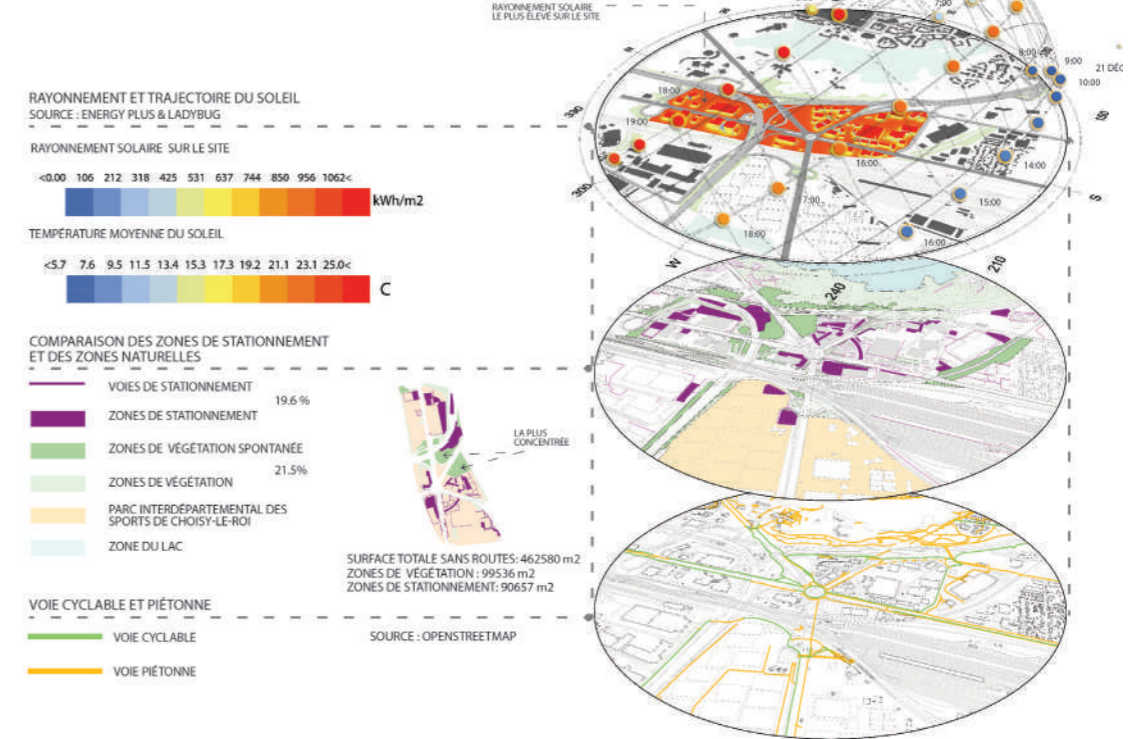 RAYONNEMENT SOLAIRE
LE PLUS ÉLEVÉ SUR LE SITE
7:00
8:00
9:00
21 DÉC
10:00
RAYONNEMENT ET TRAJECTOIRE DU SOLEIL
SOURCE : ENERGY PLUS & LADYBUG
18:00
330
150
19:00
RAYONNEMENT SOLAIRE SUR LE SITE
16:00
14:00
<0.00 106 212 318 425 531 637 744 850 956 1062<
kWh/m2
300
17:00
15:00
S
TEMPÉRATURE MOYENNE DU SOLEIL
18:00
16:00
<5.7 7.6 9.5 11.5 13.4 15.3 17.3 19.2 21.1 23.1 25.0<
C
W
240
210
COMPARAISON DES ZONES DE STATIONNEMENT
ET DES ZONES NATURELLES
VOIES DE STATIONNEMENT
19.6 %
ZONES DE STATIONNEMENT
ZONES DE VÉGÉTATION SPONTANÉE
21.5%
ZONES DE VÉGÉTATION
PARC INTERDÉPARTEMENTAL DES
SPORTS DE CHOISY-LE-ROI
ZONE DU LAC
LA PLUS
CONCENTRÉE
SURFACE TOTALE SANS ROUTES: 462580 m2
ZONES DE VÉGÉTATION : 99536 m2
ZONES DE STATIONNEMENT: 90657 m2
VOIE CYCLABLE ET PIÉTONNE
VOIE CYCLABLE
SOURCE : OPENSTREETMAP
VOIE PIÉTONNE